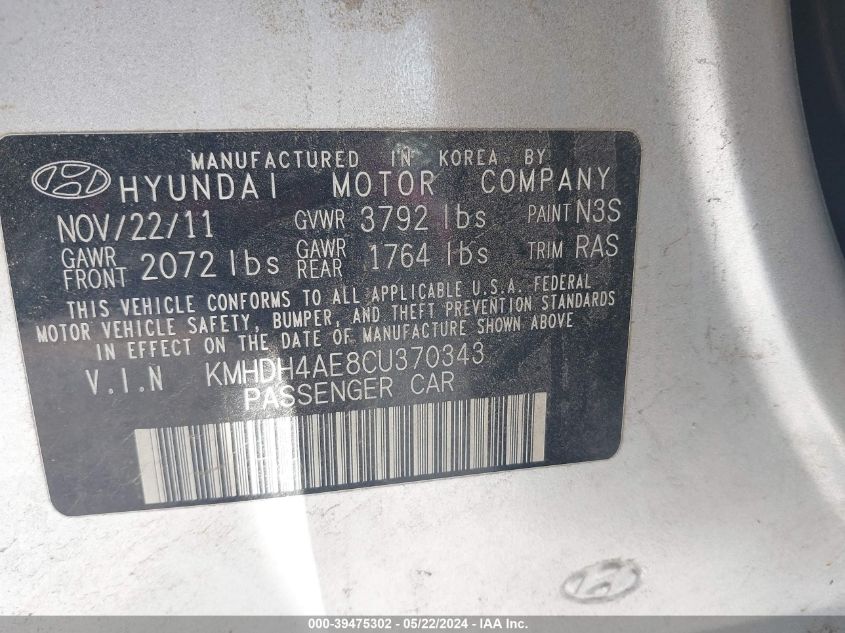 MANUFACTURED IN KOREA BY
HYUNDAI MOTOR COMPANY
NOV/22/11 GVWR 3792 lbs PAINT N3S
GAWR FRONT 2072 lbs GAWR REAR 1764 lbs TRIM RAS
THIS VEHICLE CONFORMS TO ALL APPLICABLE U.S.A. FEDERAL
MOTOR VEHICLE SAFETY, BUMPER, AND THEFT PREVENTION STANDARDS
IN EFFECT ON THE DATE OF MANUFACTURE SHOWN ABOVE
V.I.N KMHDH4AE8CU370343
PASSENGER CAR
000-39475302 - 05/22/2024 - IAA Inc.